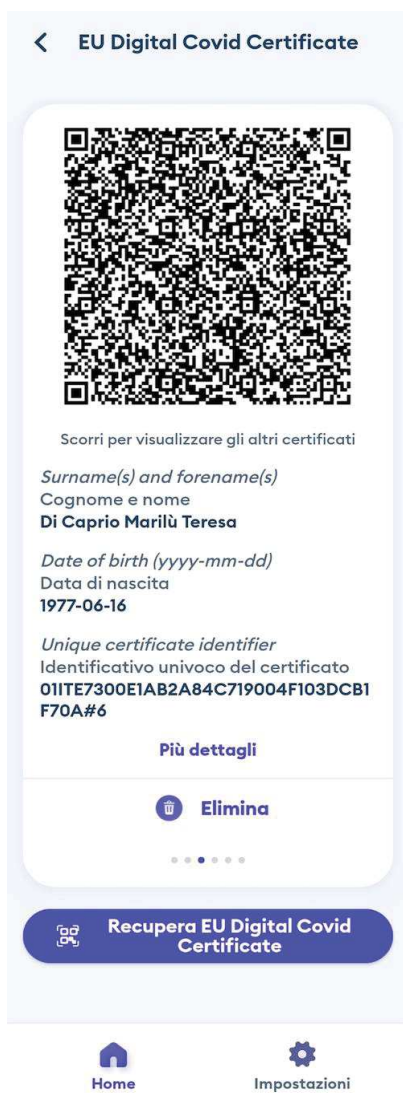 EU Digital Covid Certificate
Scorri per visualizzare gli altri certificati
Surname(s) and forename(s)
Cognome e nome
Di Caprio Marilù Teresa
Date of birth (yyyy-mm-dd)
Data di nascita
1977-06-16
Unique certificate identifier
Identificativo univoco del certificato
01ITE7300E1AB2A84C719004F103DCB1
F70A#6
Più dettagli
Elimina
Recupera EU Digital Covid
Certificate
Home
Impostazioni